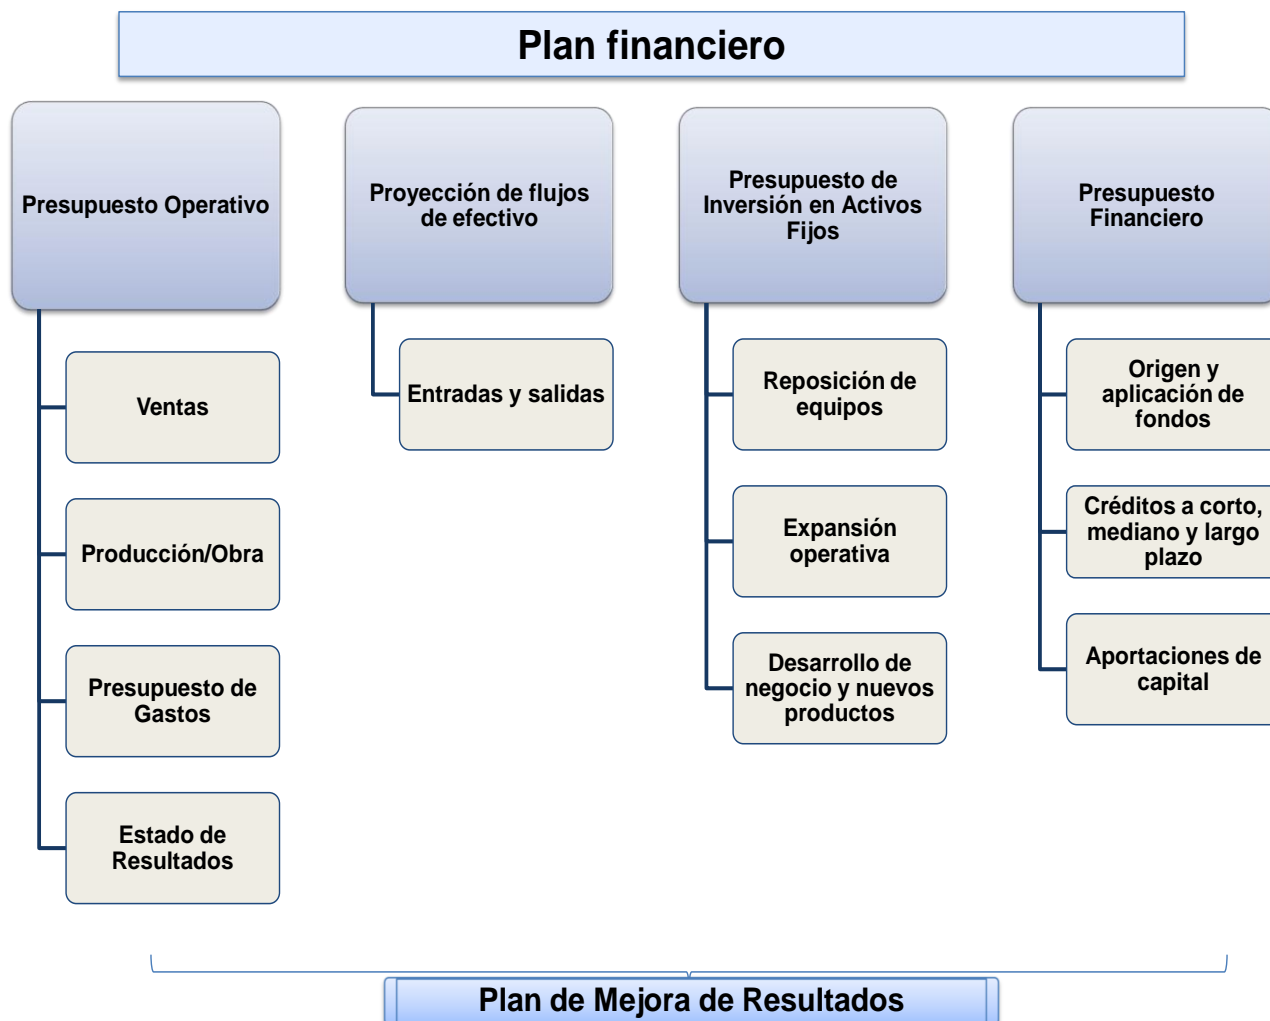 Plan financiero
Presupuesto Operativo
Ventas
Producción/Obra
Presupuesto de
Gastos
Estado de
Resultados
Proyección de flujos
de efectivo
Entradas y salidas
Presupuesto de
Inversión en Activos
Fijos
Reposición de
equipos
Expansión
operativa
Desarrollo de
negocio y nuevos
productos
Presupuesto
Financiero
Origen y
aplicación de
fondos
Créditos a corto,
mediano y largo
plazo
Aportaciones de
capital
Plan de Mejora de Resultados